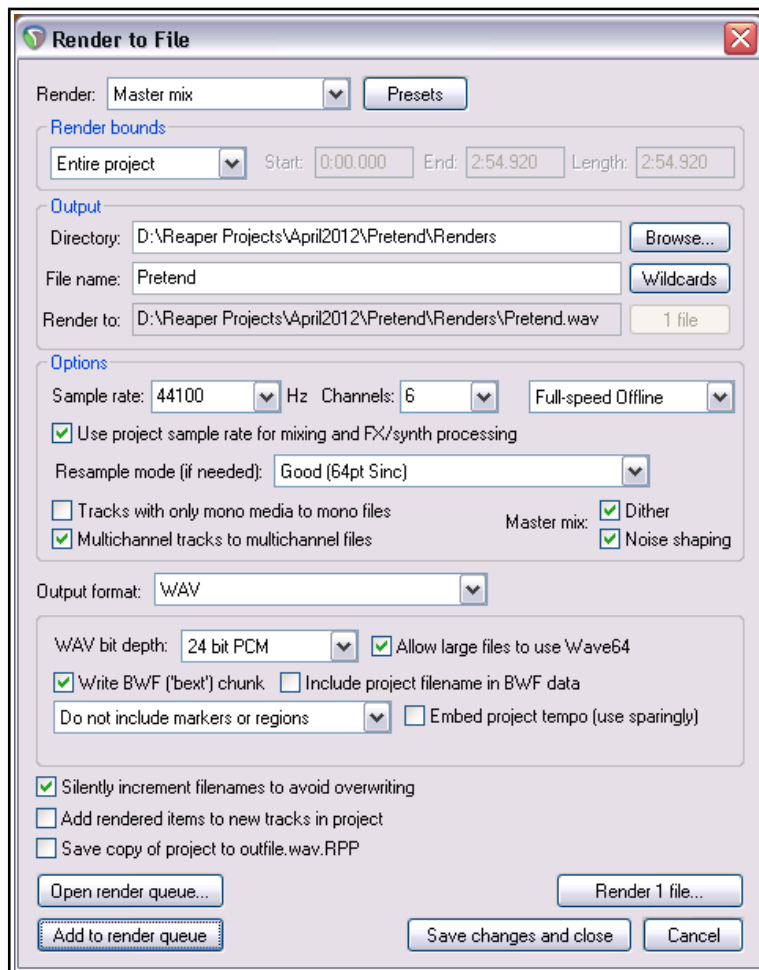 Render to File
Render: Master mix Presets
Render bounds
Entire project Start: 0:00.000 End: 2:54.920 Length: 2:54.920
Output
Directory: D:\Reaper Projects\April2012\Pretend\Renders Browse...
File name: Pretend Wildcards
Render to: D:\Reaper Projects\April2012\Pretend\Renders\Pretend.wav 1 file
Options
Sample rate: 44100 Hz Channels: 6 Full-speed Offline
Use project sample rate for mixing and FX/synth processing
Resample mode (if needed): Good (64pt Sinc)
Tracks with only mono media to mono files
Master mix: Dither
Multichannel tracks to multichannel files Noise shaping
Output format: WAV
WAV bit depth: 24 bit PCM Allow large files to use Wave64
Write BWF ('bext') chunk Include project filename in BWF data
Do not include markers or regions Embed project tempo (use sparingly)
Silently increment filenames to avoid overwriting
Add rendered items to new tracks in project
Save copy of project to outfile.wav.RPP
Open render queue... Render 1 file...
Add to render queue Save changes and close Cancel